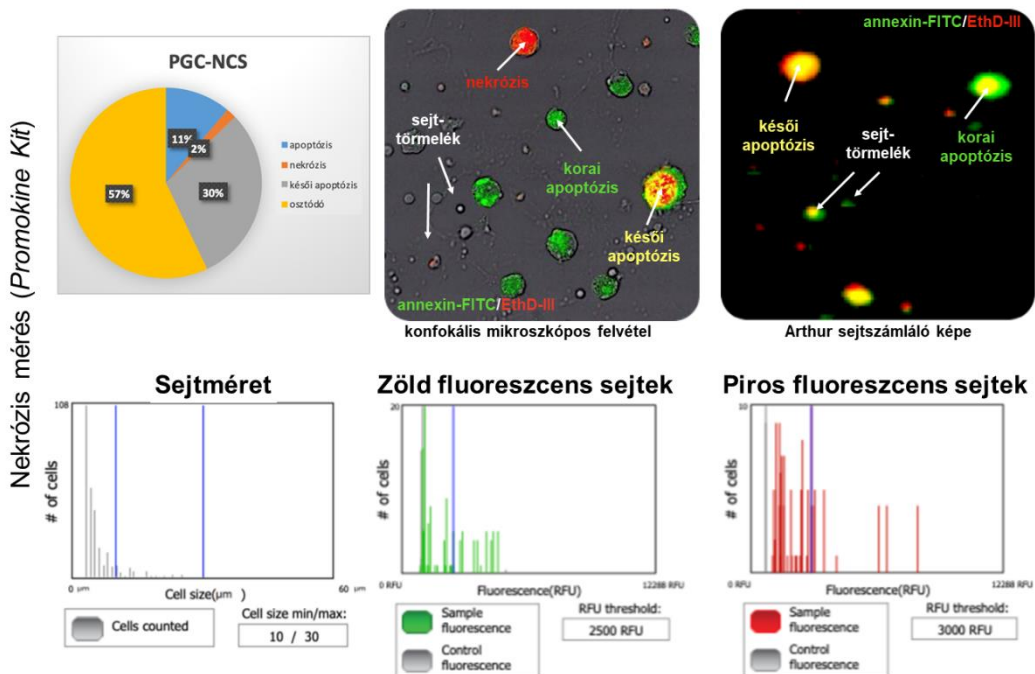 Nekrózis mérés (Promokine Kit)
PGC-NCS
11%
2%
30%
57%
apoptózis
nekrózis
késői apoptózis
osztódó
nekrózis
sejt-
törmelék
korai
apoptózis
késői
apoptózis
annexin-FITC/EthD-III
konfokális mikroszkópos felvétel
annexin-FITC/EthD-III
késői
apoptózis
sejt-
törmelék
korai
apoptózis
Arthur sejtszámláló képe
Sejtméret
108
# of cells
0 μm
60 μm
Cell size(μm )
Cells counted
Cell size min/max:
10 / 30
Zöld fluoreszcens sejtek
20
# of cells
0 RFU
12288 RFU
Fluorescence(RFU)
Sample
fluorescence
Control
fluorescence
RFU threshold:
2500 RFU
Piros fluoreszcens sejtek
10
# of cells
0 RFU
12288 RFU
Fluorescence(RFU)
Sample
fluorescence
Control
fluorescence
RFU threshold:
3000 RFU